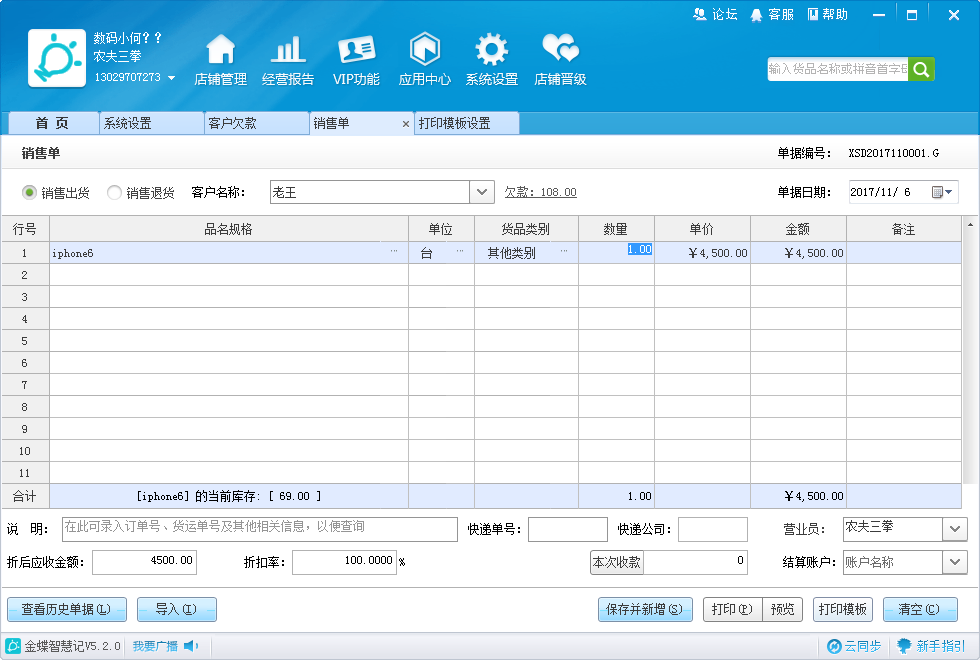 论坛 客服 帮助
数码小何？？
农夫三拳
13029707273
店铺管理 经营报告 VIP功能 应用中心 系统设置 店铺晋级
输入货品名称或拼音首字母
首 页 系统设置 客户欠款 销售单 × 打印模板设置
销售单 单据编号： XSD2017110001.G
销售出货 销售退货 客户名称： 老王 欠款: 108.00 单据日期： 2017/11/ 6
行号 品名规格 单位 货品类别 数量 单价 金额 备注
1 iphone6 ... 台 ... 其他类别 ... 1.00 ￥4,500.00 ￥4,500.00
2
3
4
5
6
7
8
9
10
11
合计 [iphone6] 的当前库存: [ 69.00 ] 1.00 ￥4,500.00
说 明： 在此可录入订单号、货运单号及其他相关信息，以便查询 快递单号： 快递公司： 营业员： 农夫三拳
折后应收金额： 4500.00 折扣率： 100.0000 % 本次收款 0 结算账户： 账户名称
查看历史单据(L) 导入(I) 保存并新增(S) 打印(P) 预览 打印模板 清空(C)
金蝶智慧记V5.2.0 我要广播 云同步 新手指引